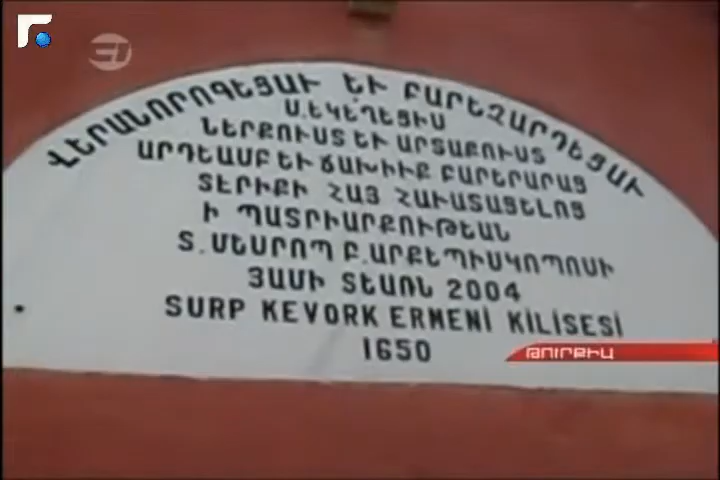 ՎԵՐԱՆՈՐՈԳԵՑԱՒ ԵՒ ԲԱՐԵԶԱՐԴԵՑԱՒ
Ս.ԵԿԵՂԵՑԻՍ
ՆԵՐՔՈՒՍՏ ԵՒ ԱՐՏԱՔՈՒՍՏ
ԱՐԴԵԱՄԲ ԵՒ ԾԱԽԻՒՔ ԲԱՐԵՐԱՐԱՑ
ՏԷՐԻՔԻ ՀԱՅ ՀԱՒԱՏԱՑԵԼՈՑ
Ի ՊԱՏՐԻԱՐՔՈՒԹԵԱՆ
Տ.ՄԵՍՐՈՊ Բ.ԱՐՔԵՊԻՍԿՈՊՈՍԻ
ՅԱՄԻ ՏԵԱՌՆ 2004
SURP KEVORK ERMENİ KİLİSESİ
1650
ԹՈՒՐՔԻԱ